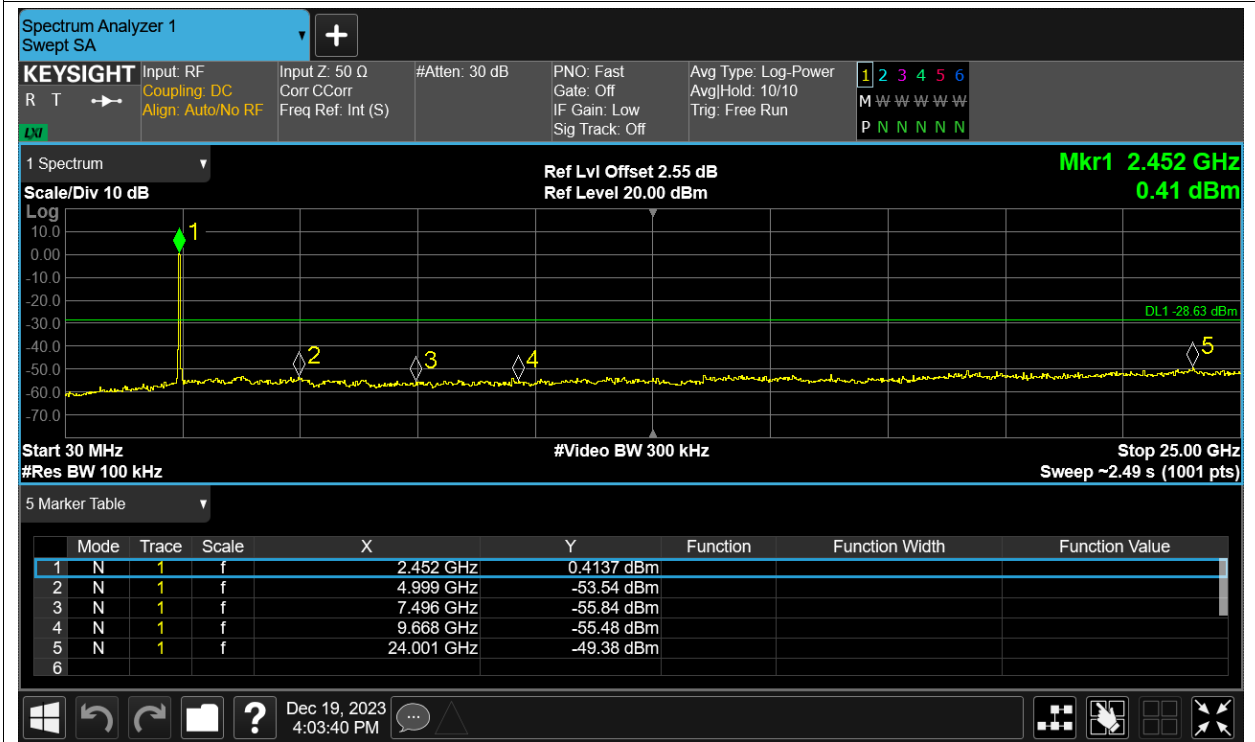 Spectrum Analyzer 1
Swept SA
+
KEYSIGHT
R T
LXI
Input: RF
Coupling: DC
Align: Auto/No RF
Input Z: 50 Ω
Corr CCorr
Freq Ref: Int (S)
#Atten: 30 dB
PNO: Fast
Gate: Off
IF Gain: Low
Sig Track: Off
Avg Type: Log-Power
Avg|Hold: 10/10
Trig: Free Run
1 2 3 4 5 6
M W W W W W
P N N N N N
1 Spectrum
Scale/Div 10 dB
Ref Lvl Offset 2.55 dB
Ref Level 20.00 dBm
Mkr1 2.452 GHz
0.41 dBm
Log
10.0
0.00
-10.0
-20.0
-30.0
-40.0
-50.0
-60.0
-70.0
1
2
3
4
5
DL1 -28.63 dBm
Start 30 MHz
#Res BW 100 kHz
#Video BW 300 kHz
Stop 25.00 GHz
Sweep ~2.49 s (1001 pts)
5 Marker Table
Mode Trace Scale X Y Function Function Width Function Value
1 N 1 f 2.452 GHz 0.4137 dBm
2 N 1 f 4.999 GHz -53.54 dBm
3 N 1 f 7.496 GHz -55.84 dBm
4 N 1 f 9.668 GHz -55.48 dBm
5 N 1 f 24.001 GHz -49.38 dBm
6
?
Dec 19, 2023
4:03:40 PM